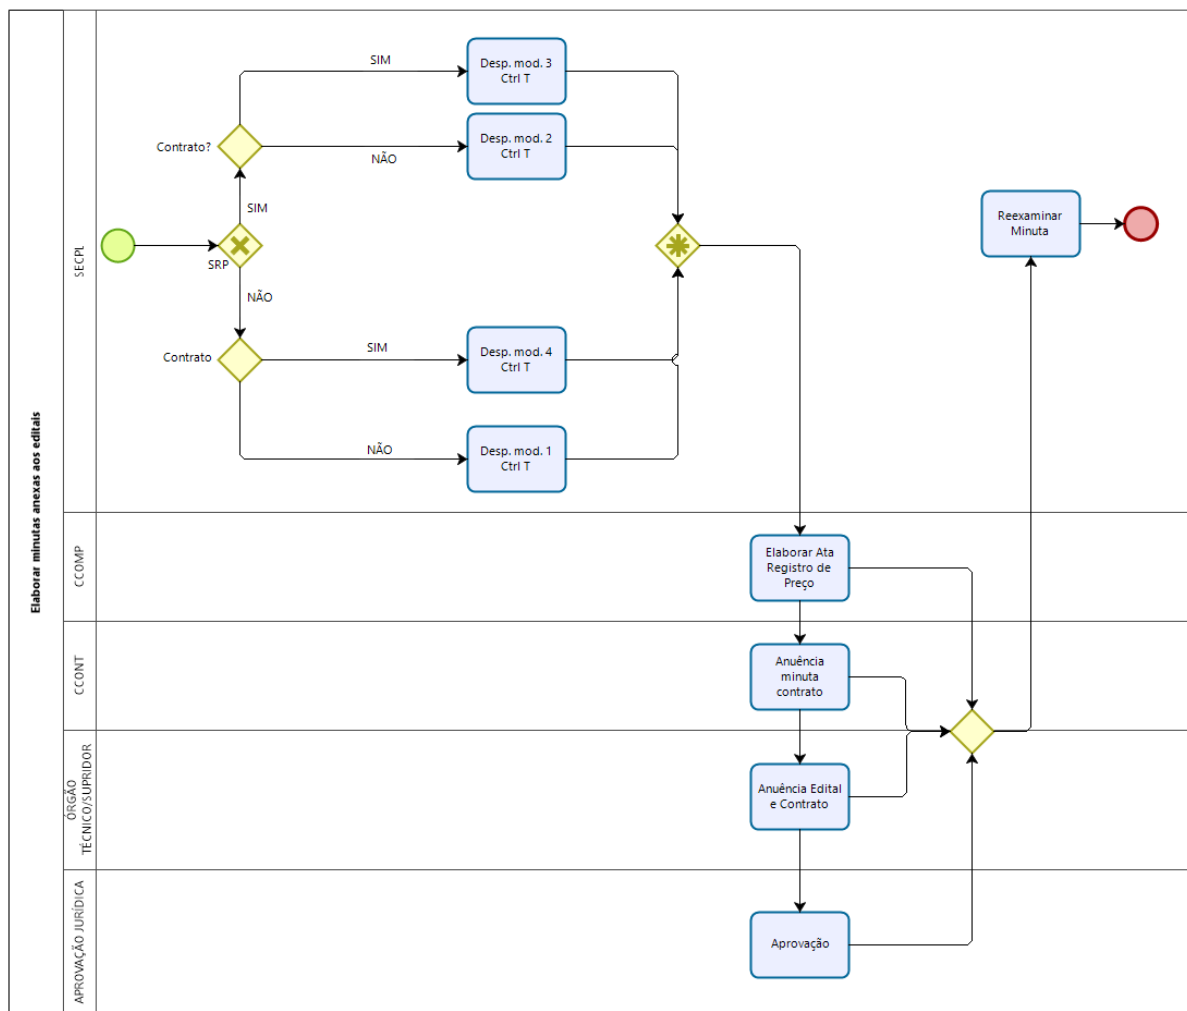 Elaborar minutas anexas aos editais
SECPL
SIM
Desp. mod. 3
Ctrl T
Contrato?
NÃO
Desp. mod. 2
Ctrl T
SIM
SRP
NÃO
Reexaminar
Minuta
Contrato
SIM
Desp. mod. 4
Ctrl T
NÃO
Desp. mod. 1
Ctrl T
CCOMP
Elaborar Ata
Registro de
Preço
CCONT
Anuência
minuta
contrato
ÓRGÃO
TÉCNICO/SUPRIDOR
Anuência Edital
e Contrato
APROVAÇÃO JURÍDICA
Aprovação